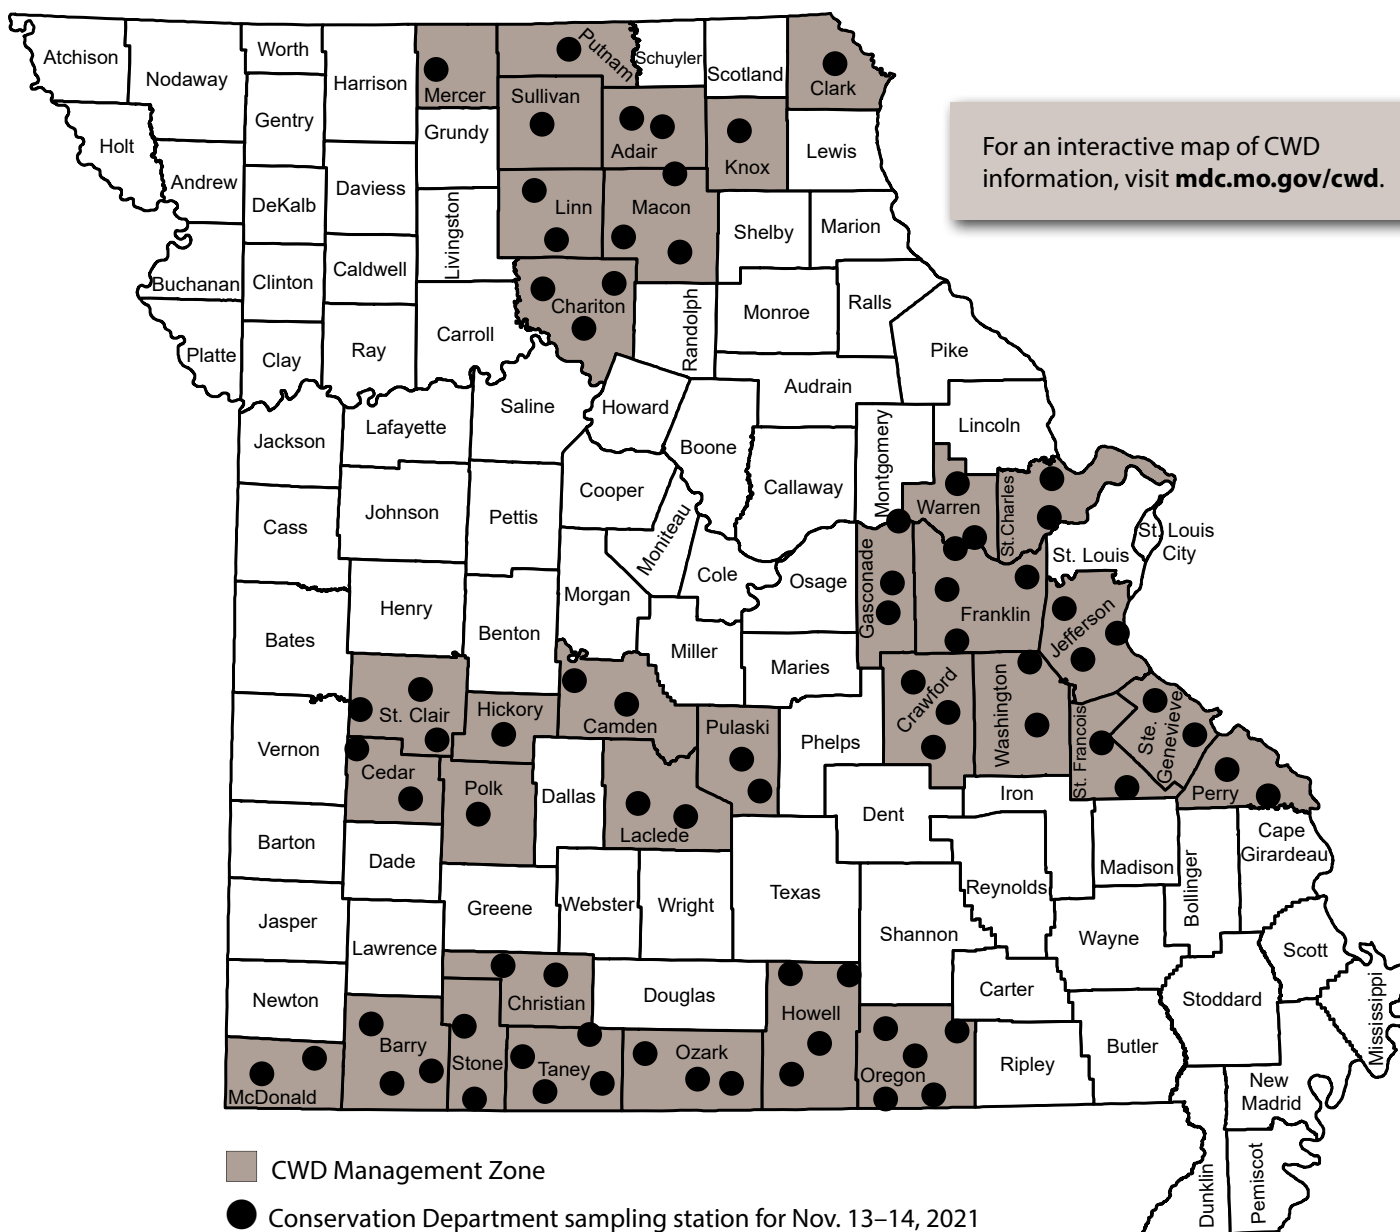 Atchison
Nodaway
Worth
Harrison
Mercer
Putnam
Schuyler
Scotland
Clark
Gentry
Sullivan
Adair
Knox
Lewis
Holt
Grundy
Andrew
DeKalb
Daviess
Livingston
Linn
Macon
Shelby
Marion
For an interactive map of CWD
information, visit mdc.mo.gov/cwd.
Buchanan
Clinton
Caldwell
Chariton
Randolph
Monroe
Ralls
Platte
Clay
Ray
Carroll
Pike
Audrain
Saline
Howard
Jackson
Lafayette
Boone
Montgomery
Lincoln
Cooper
Callaway
Warren
St.Charles
Cass
Johnson
Pettis
Moniteau
Cole
Osage
Gasconade
Franklin
St. Louis
St. Louis
City
Jefferson
Morgan
Henry
Benton
Bates
Miller
Maries
St. Clair
Hickory
Camden
Pulaski
Phelps
Crawford
Washington
St. Francois
Ste.
Genevieve
Perry
Vernon
Cedar
Polk
Dallas
Laclede
Dent
Iron
Madison
Bollinger
Cape
Girardeau
Barton
Dade
Greene
Webster
Wright
Texas
Reynolds
Jasper
Lawrence
Shannon
Wayne
Scott
Newton
Christian
Douglas
Howell
Carter
Stoddard
Mississippi
McDonald
Barry
Stone
Taney
Ozark
Oregon
Ripley
Butler
New
Madrid
Dunklin
Pemiscot
CWD Management Zone
Conservation Department sampling station for Nov. 13–14, 2021